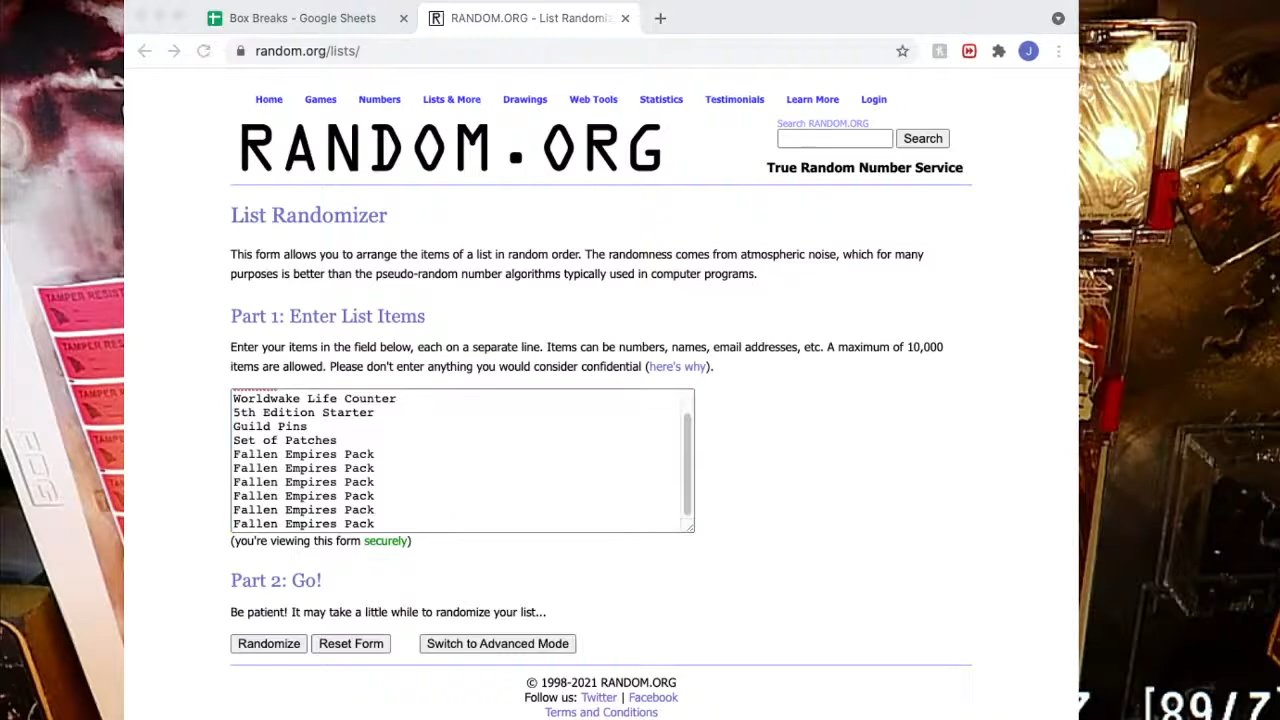 Box Breaks - Google Sheets
RANDOM.ORG - List Randomiz
random.org/lists/
J
Home Games Numbers Lists & More Drawings Web Tools Statistics Testimonials Learn More Login
RANDOM.ORG
Search RANDOM.ORG
Search
True Random Number Service
List Randomizer
This form allows you to arrange the items of a list in random order. The randomness comes from atmospheric noise, which for many
purposes is better than the pseudo-random number algorithms typically used in computer programs.
Part 1: Enter List Items
Enter your items in the field below, each on a separate line. Items can be numbers, names, email addresses, etc. A maximum of 10,000
items are allowed. Please don't enter anything you would consider confidential (here's why).
Worldwake Life Counter
5th Edition Starter
Guild Pins
Set of Patches
Fallen Empires Pack
Fallen Empires Pack
Fallen Empires Pack
Fallen Empires Pack
Fallen Empires Pack
Fallen Empires Pack
(you're viewing this form securely)
Part 2: Go!
Be patient! It may take a little while to randomize your list...
Randomize Reset Form Switch to Advanced Mode
© 1998-2021 RANDOM.ORG
Follow us: Twitter | Facebook
Terms and Conditions
TAMPER RESIST
TAMPER RES
[89/7